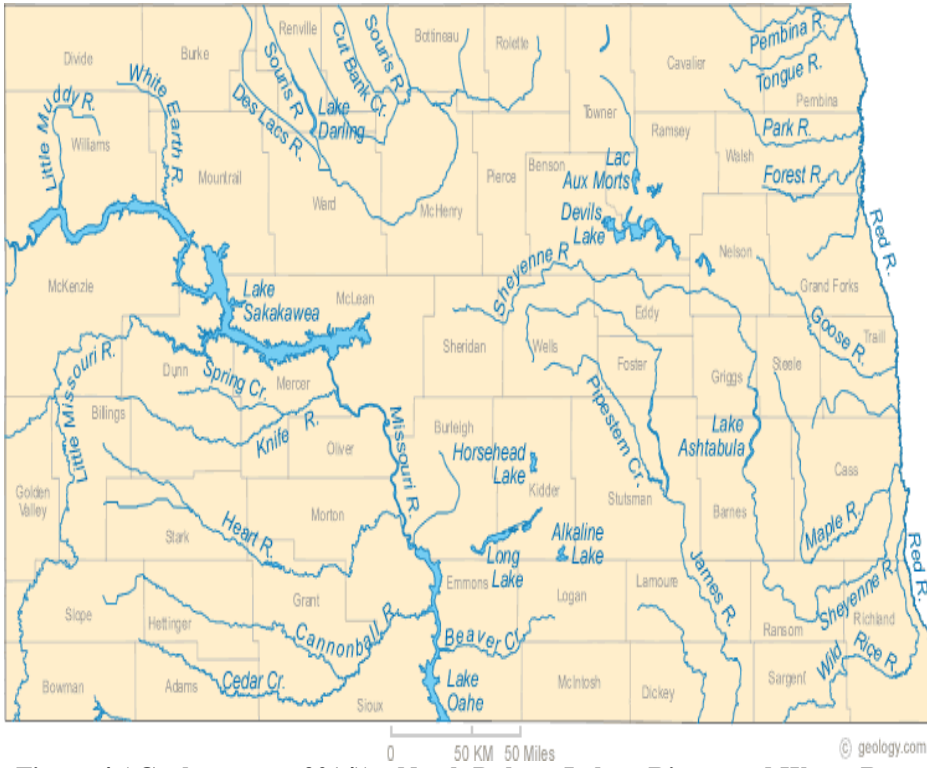 Divide
Burke
Renville
Bottineau
Rolette
Towner
Cavalier
Pembina R.
Tongue R.
Pembina
White Earth R.
Little Muddy R.
Williams
Des Lacs R.
Souris R
Cut Bank Cr.
Souris R
Lake
Darling
Ramsey
Walsh
Park R.
Forest R.
Mountrail
Ward
McHenry
Pierce
Benson
Lac
Aux Morts
Devils
Lake
Nelson
Grand Forks
Red R.
McKenzie
Lake
Sakakawea
McLean
Sheyenne R
Eddy
Sheridan
Wells
Foster
Griggs
Steele
Goose R.
Traill
Little Missouri R.
Dunn
Spring Cr.
Mercer
Billings
Knife R.
Oliver
Missouri R.
Burleigh
Pipestern Cr.
Lake
Ashtabula
Horsehead
Lake
Kidder
Stutsman
Barnes
Cass
Maple R.
Golden
Valley
Stark
Heart R.
Morton
Long
Lake
Alkaline
Lake
James R.
Red R.
Slope
Hettinger
Grant
Cannonball R.
Emmons
Logan
Lamoure
Ransom
Sheyenne R.
Richland
Beaver Cr.
Bowman
Adams
Cedar Cr.
Sioux
Lake
Oahe
McIntosh
Dickey
Sargent
Wild Rice R.
0 50 KM 50 Miles
© geology.com